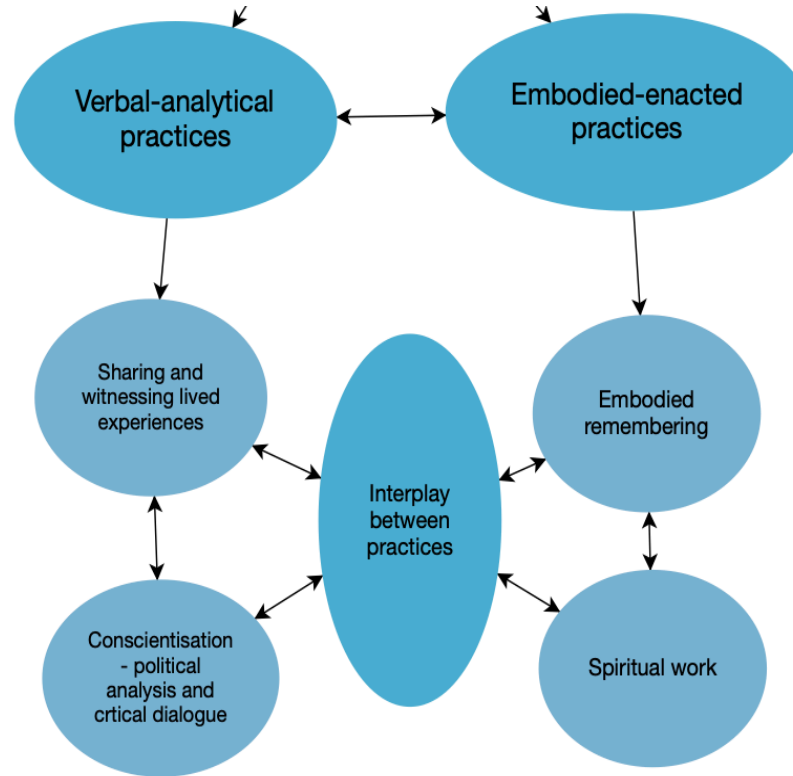 Verbal-analytical
practices
Embodied-enacted
practices
Sharing and
witnessing lived
experiences
Embodied
remembering
Interplay
between
practices
Conscientisation
- political
analysis and
crtical dialogue
Spiritual work